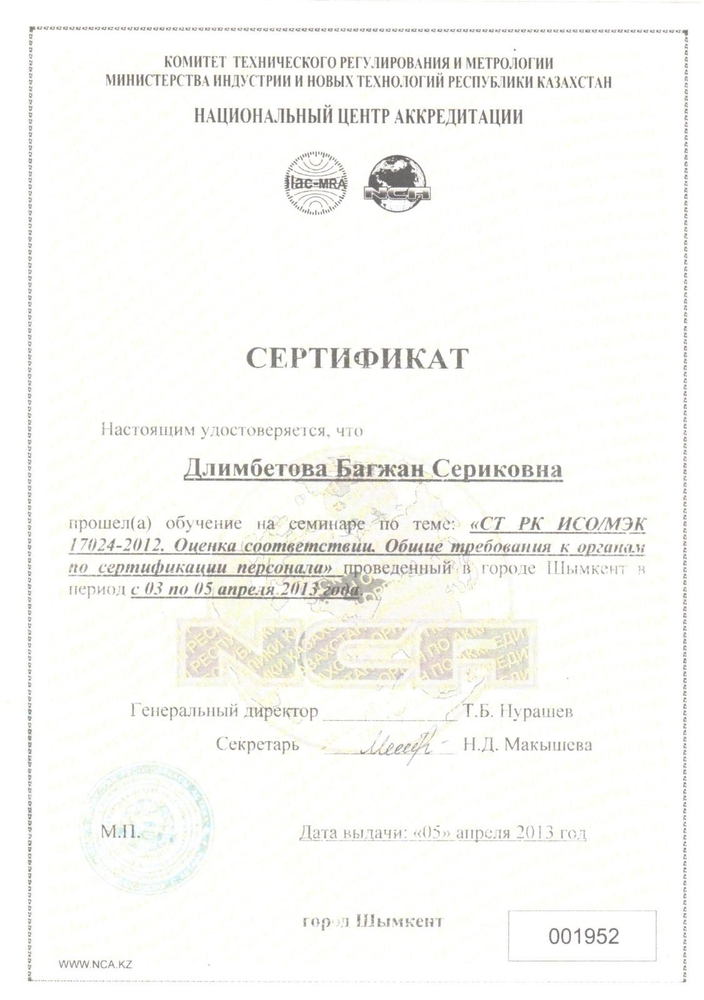 КОМИТЕТ ТЕХНИЧЕСКОГО РЕГУЛИРОВАНИЯ И МЕТРОЛОГИИ
МИНИСТЕРСТВА ИНДУСТРИИ И НОВЫХ ТЕХНОЛОГИЙ РЕСПУБЛИКИ КАЗАХСТАН
НАЦИОНАЛЬНЫЙ ЦЕНТР АККРЕДИТАЦИИ
ilac-MRA NCA
СЕРТИФИКАТ
Настоящим удостоверяется, что
Длимбетова Багжан Сериковна
прошел(а) обучение на семинаре по теме: «СТ РК ИСО/МЭК
17024-2012. Оценка соответствии. Общие требования к органам
по сертификации персонала» проведенный в городе Шымкент в
период с 03 по 05 апреля 2013 года.
NCA
Генеральный директор Т.Б. Нурашев
Секретарь Н.Д. Макышева
М.П. Дата выдачи: «05» апреля 2013 год
город Шымкент
001952
WWW.NCA.KZ